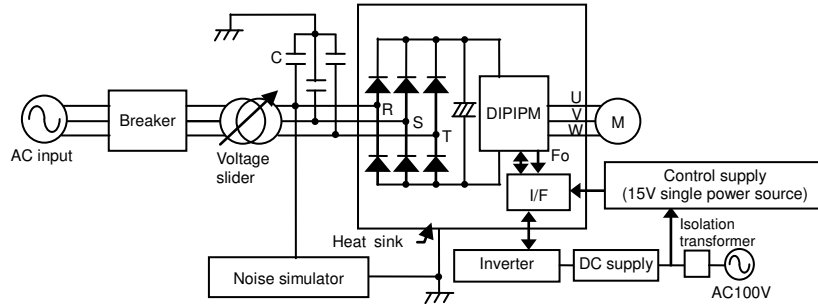 C
AC input
Breaker
Voltage
slider
R
S
T
DIPIPM
U
V
W
M
Fo
I/F
Control supply
(15V single power source)
Heat sink
Isolation
transformer
Noise simulator
Inverter
DC supply
AC100V